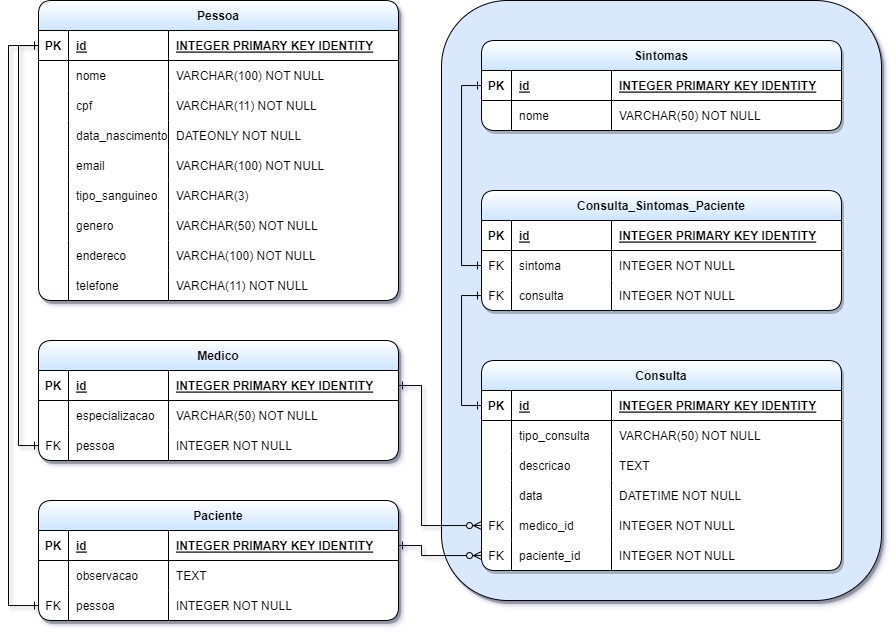 Pessoa
PK id INTEGER PRIMARY KEY IDENTITY
nome VARCHAR(100) NOT NULL
cpf VARCHAR(11) NOT NULL
data_nascimento DATEONLY NOT NULL
email VARCHAR(100) NOT NULL
tipo_sanguineo VARCHAR(3)
genero VARCHAR(50) NOT NULL
endereco VARCHA(100) NOT NULL
telefone VARCHA(11) NOT NULL
Medico
PK id INTEGER PRIMARY KEY IDENTITY
especializacao VARCHAR(50) NOT NULL
FK pessoa INTEGER NOT NULL
Paciente
PK id INTEGER PRIMARY KEY IDENTITY
observacao TEXT
FK pessoa INTEGER NOT NULL
Sintomas
PK id INTEGER PRIMARY KEY IDENTITY
nome VARCHAR(50) NOT NULL
Consulta_Sintomas_Paciente
PK id INTEGER PRIMARY KEY IDENTITY
FK sintoma INTEGER NOT NULL
FK consulta INTEGER NOT NULL
Consulta
PK id INTEGER PRIMARY KEY IDENTITY
tipo_consulta VARCHAR(50) NOT NULL
descricao TEXT
data DATETIME NOT NULL
FK medico_id INTEGER NOT NULL
FK paciente_id INTEGER NOT NULL